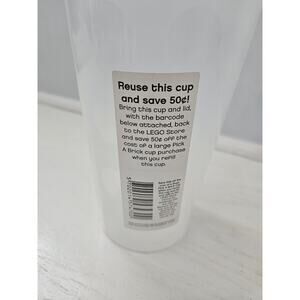 Reuse this cup
and save 50¢!
Bring this cup and lid,
with the barcode
below attached, back
to the LEGO Store
and save 50¢ off the
cost of a large Pick
A Brick cup purchase
when you refill
this cup.